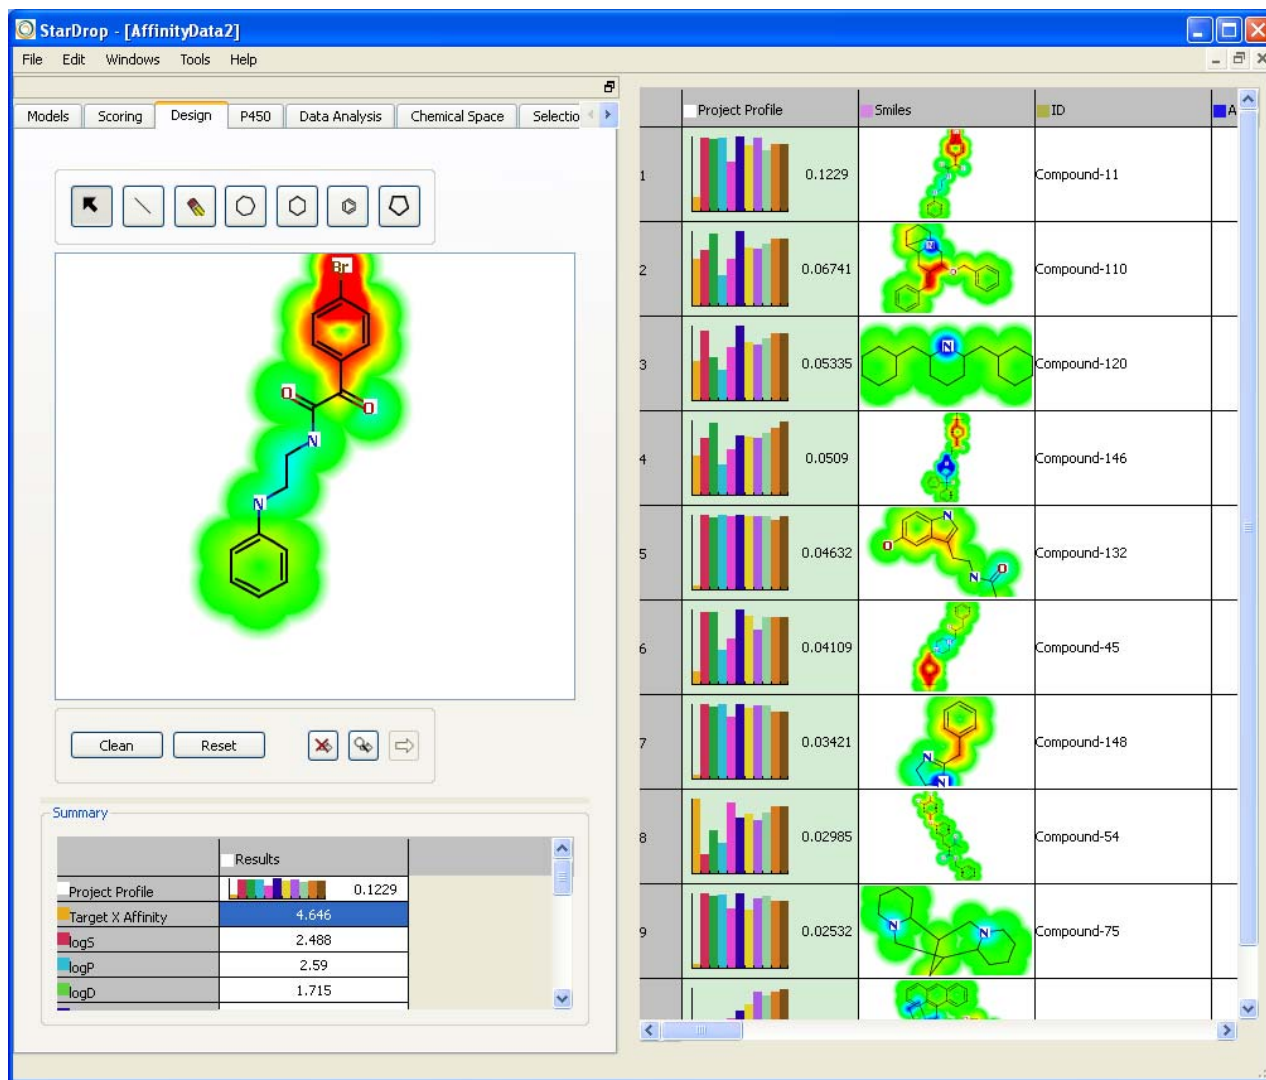 StarDrop - [AffinityData2]
File Edit Windows Tools Help
Models Scoring Design P450 Data Analysis Chemical Space Selectio
Br
O
O
N
N
Clean Reset
Summary
Results
Project Profile 0.1229
Target X Affinity 4.646
logS 2.488
logP 2.59
logD 1.715
Project Profile Smiles ID A
1 0.1229 Compound-11
2 0.06741 N O Compound-110
3 0.05335 N Compound-120
4 0.0509 Compound-146
5 0.04632 O N N O Compound-132
6 0.04109 Compound-45
7 0.03421 N N Compound-148
8 0.02985 Compound-54
9 0.02532 N N Compound-75